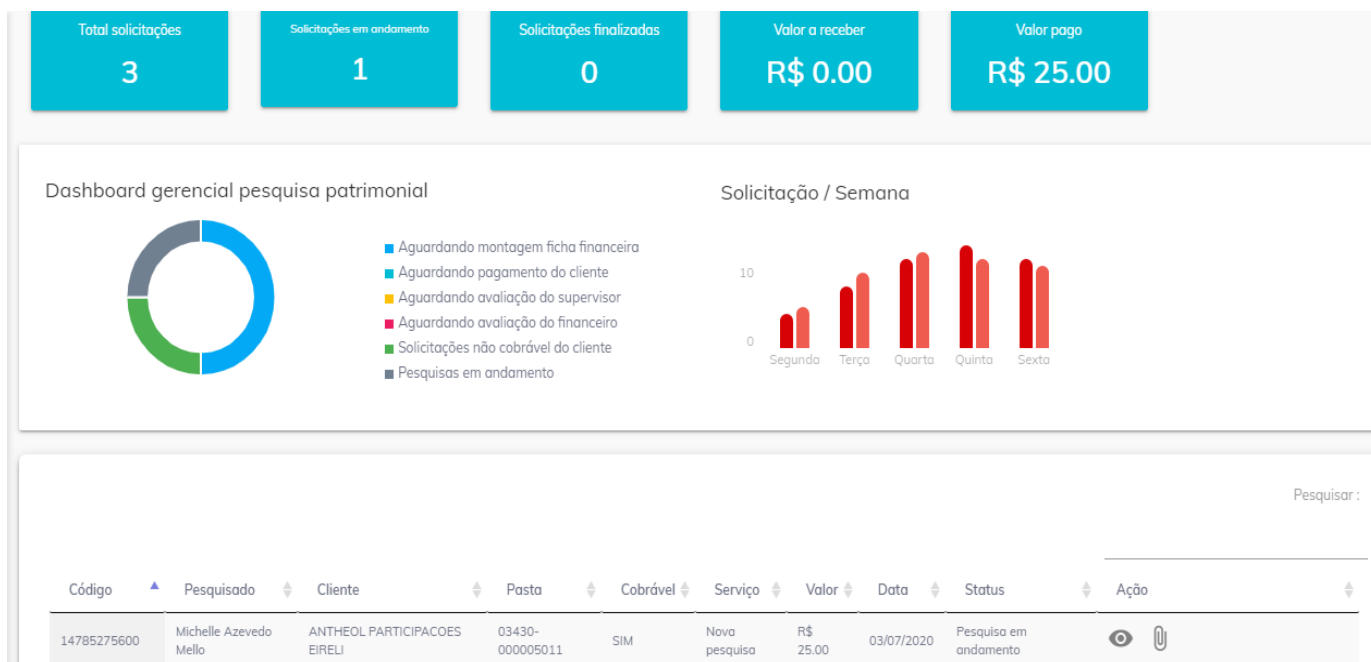 Total solicitações
3
Solicitações em andamento
1
Solicitações finalizadas
0
Valor a receber
R$ 0.00
Valor pago
R$ 25.00
Dashboard gerencial pesquisa patrimonial
Aguardando montagem ficha financeira
Aguardando pagamento do cliente
Aguardando avaliação do supervisor
Aguardando avaliação do financeiro
Solicitações não cobrável do cliente
Pesquisas em andamento
Solicitação / Semana
10
0
Segunda Terça Quarta Quinta Sexta
Pesquisar :
Código Pesquisado Cliente Pasta Cobrável Serviço Valor Data Status Ação
14785275600
Michelle Azevedo
Mello
ANTHEOL PARTICIPACOES
EIRELI
03430-
000005011
SIM
Nova
pesquisa
R$
25.00
03/07/2020
Pesquisa em
andamento